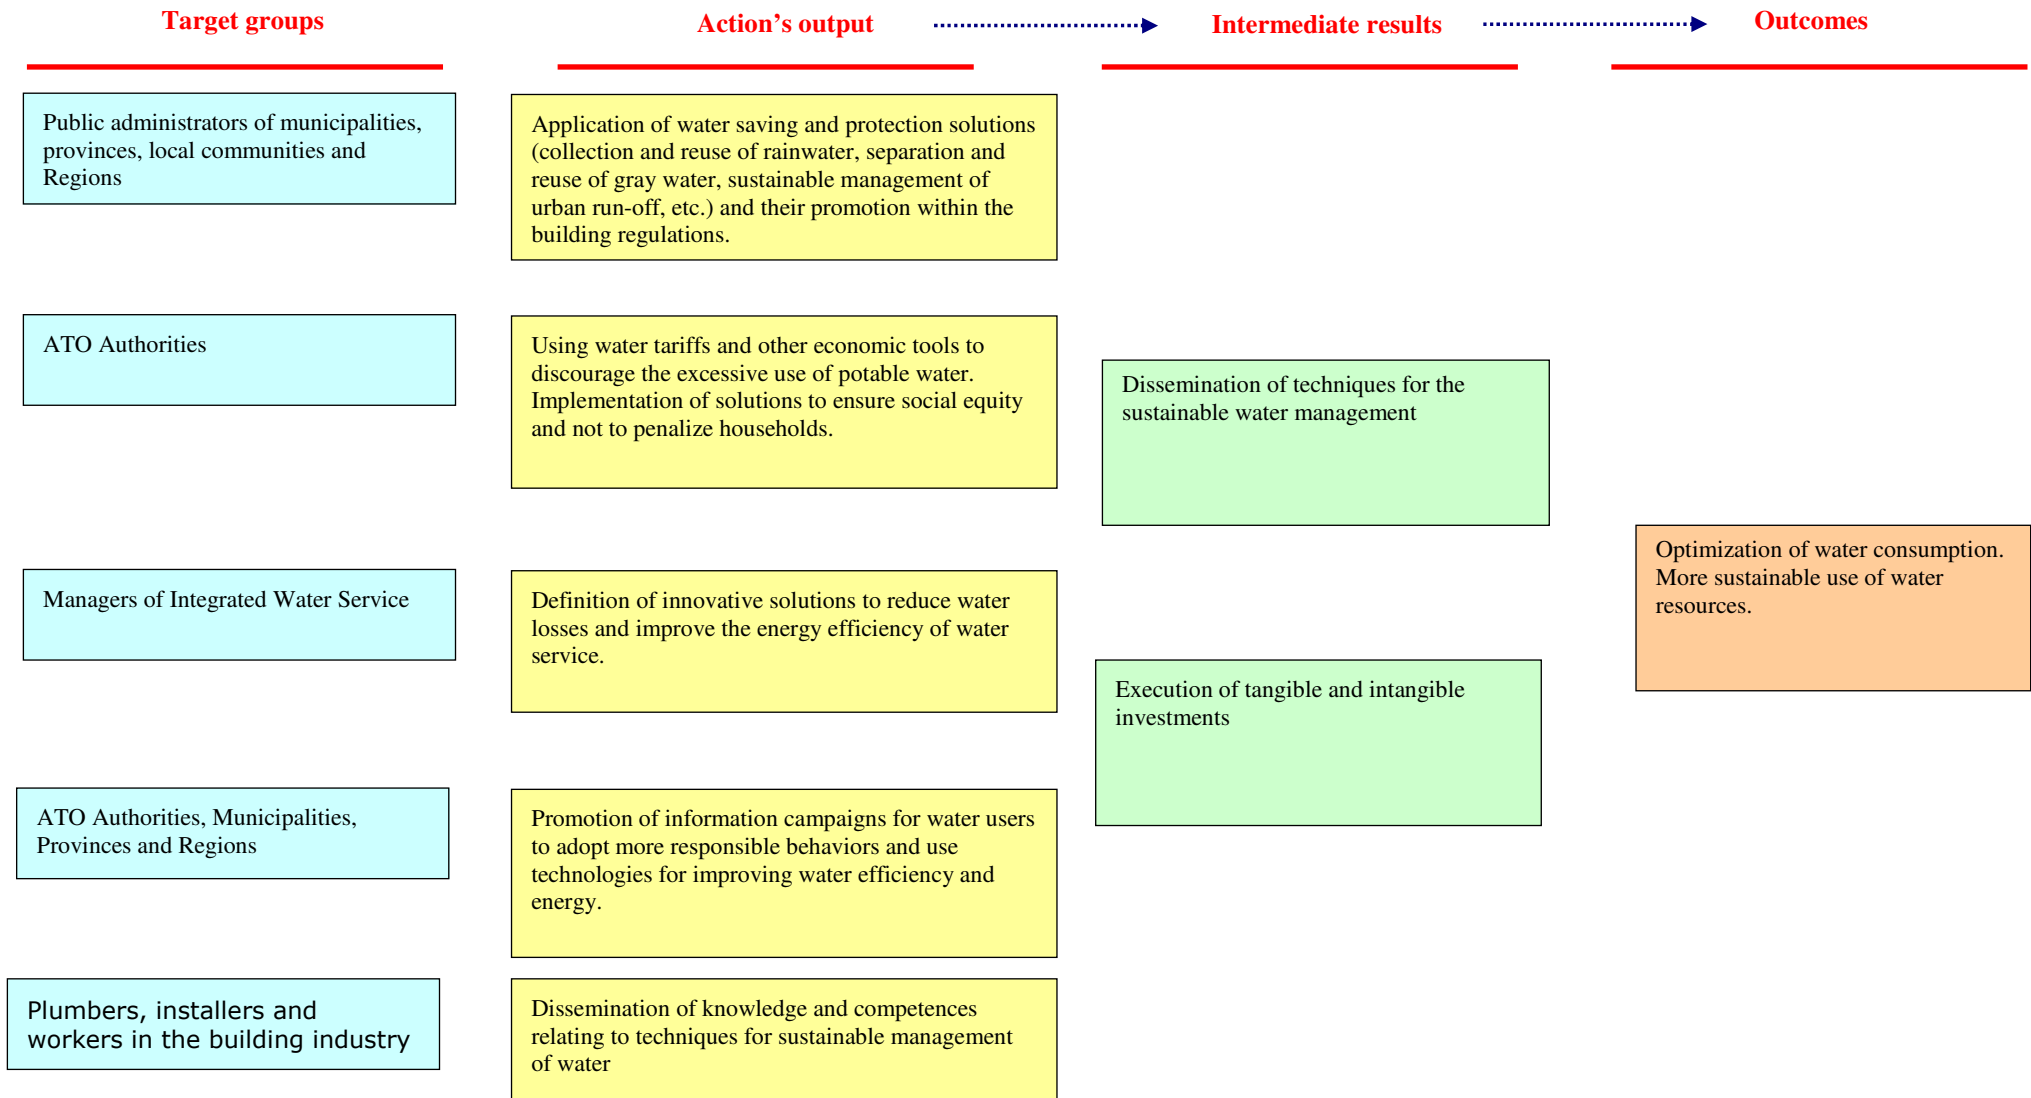 Target groups
Action's output
Intermediate results
Outcomes
Public administrators of municipalities,
provinces, local communities and
Regions
Application of water saving and protection solutions
(collection and reuse of rainwater, separation and
reuse of gray water, sustainable management of
urban run-off, etc.) and their promotion within the
building regulations.
ATO Authorities
Using water tariffs and other economic tools to
discourage the excessive use of potable water.
Implementation of solutions to ensure social equity
and not to penalize households.
Dissemination of techniques for the
sustainable water management
Managers of Integrated Water Service
Definition of innovative solutions to reduce water
losses and improve the energy efficiency of water
service.
Optimization of water consumption.
More sustainable use of water
resources.
Execution of tangible and intangible
investments
ATO Authorities, Municipalities,
Provinces and Regions
Promotion of information campaigns for water users
to adopt more responsible behaviors and use
technologies for improving water efficiency and
energy.
Plumbers, installers and
workers in the building industry
Dissemination of knowledge and competences
relating to techniques for sustainable management
of water